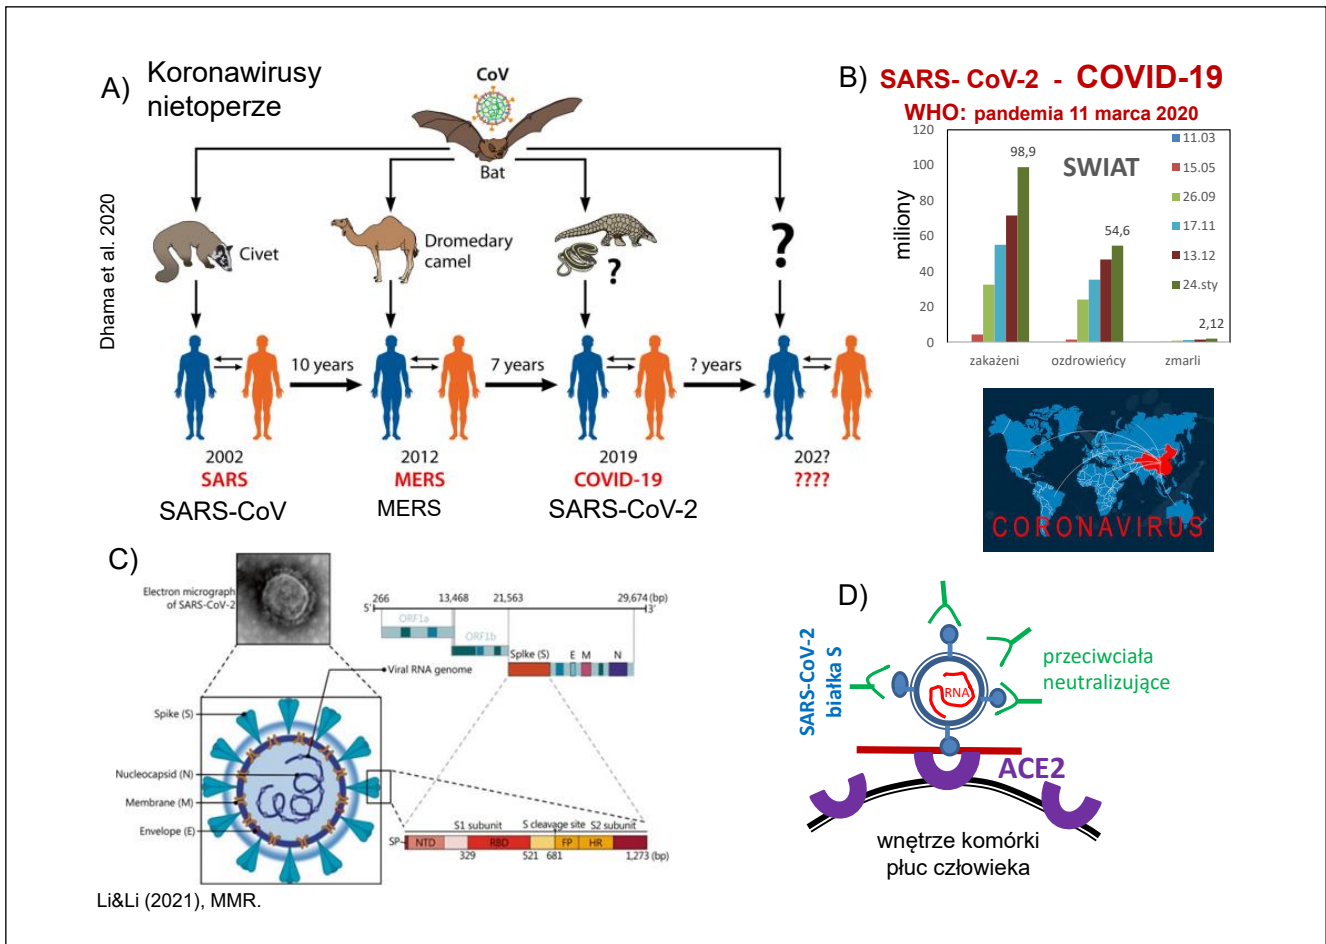 A) Koronawirusy
nietoperze
CoV
Bat
Civet
Dromedary
camel
?
?
Dhama et al. 2020
10 years
7 years
? years
2002
2012
2019
202?
SARS
MERS
COVID-19
????
SARS-CoV
MERS
SARS-CoV-2
B) SARS- CoV-2 - COVID-19
WHO: pandemia 11 marca 2020
SWIAT
miliony
120
100
80
60
40
20
0
98,9
54,6
2,12
zakażeni
ozdrowieńcy
zmarli
11.03
15.05
26.09
17.11
13.12
24.sty
CORONAVIRUS
C)
Electron micrograph
of SARS-CoV-2
266
13,468
21,563
29,674 (bp)
5'
3'
ORF1a
ORF1b
Spike (S)
E
M
N
Viral RNA genome
Spike (S)
Nucleocapsid (N)
Membrane (M)
Envelope (E)
S1 subunit
S cleavage site
S2 subunit
SP
NTD
RBD
FP
HR
329
521
681
1,273 (bp)
Li&Li (2021), MMR.
D)
SARS-CoV-2
białka S
RNA
przeciwciała
neutralizujące
ACE2
wnętrze komórki
płuc człowieka